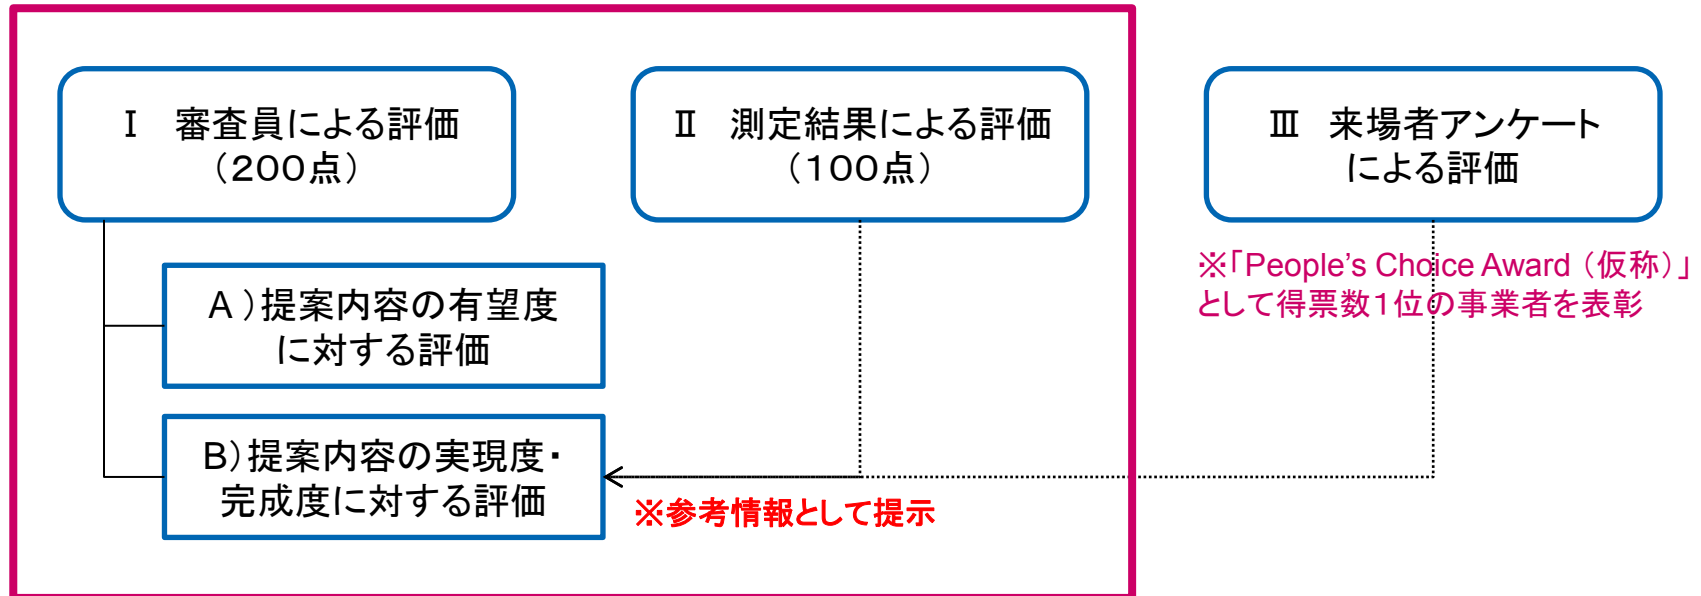 Ⅰ　審査員による評価
（２００点）
Ⅱ　測定結果による評価
（１００点）
Ⅲ　来場者アンケート
による評価
※「People's Choice Award（仮称）」
として得票数１位の事業者を表彰
A ）提案内容の有望度
に対する評価
B）提案内容の実現度・
完成度に対する評価
※参考情報として提示